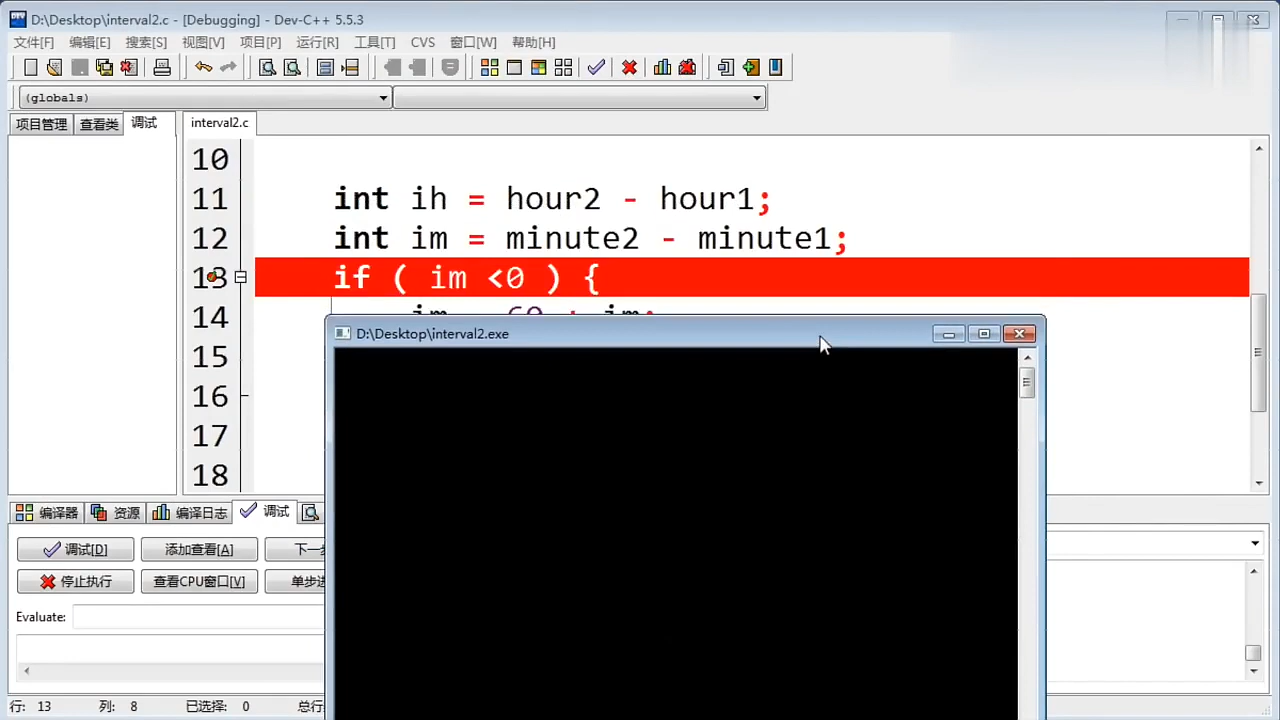 D:\Desktop\interval2.c - [Debugging] - Dev-C++ 5.5.3
文件[F] 编辑[E] 搜索[S] 视图[V] 项目[P] 运行[R] 工具[T] CVS 窗口[W] 帮助[H]
(globals)
项目管理 查看类 调试 interval2.c
10
11 int ih = hour2 - hour1;
12 int im = minute2 - minute1;
13 if ( im <0 ) {
14
15
16
17
18
D:\Desktop\interval2.exe
编译器 资源 编译日志 调试
调试[D] 添加查看[A]
停止执行 查看CPU窗口[V]
Evaluate:
行: 13 列: 8 已选择: 0